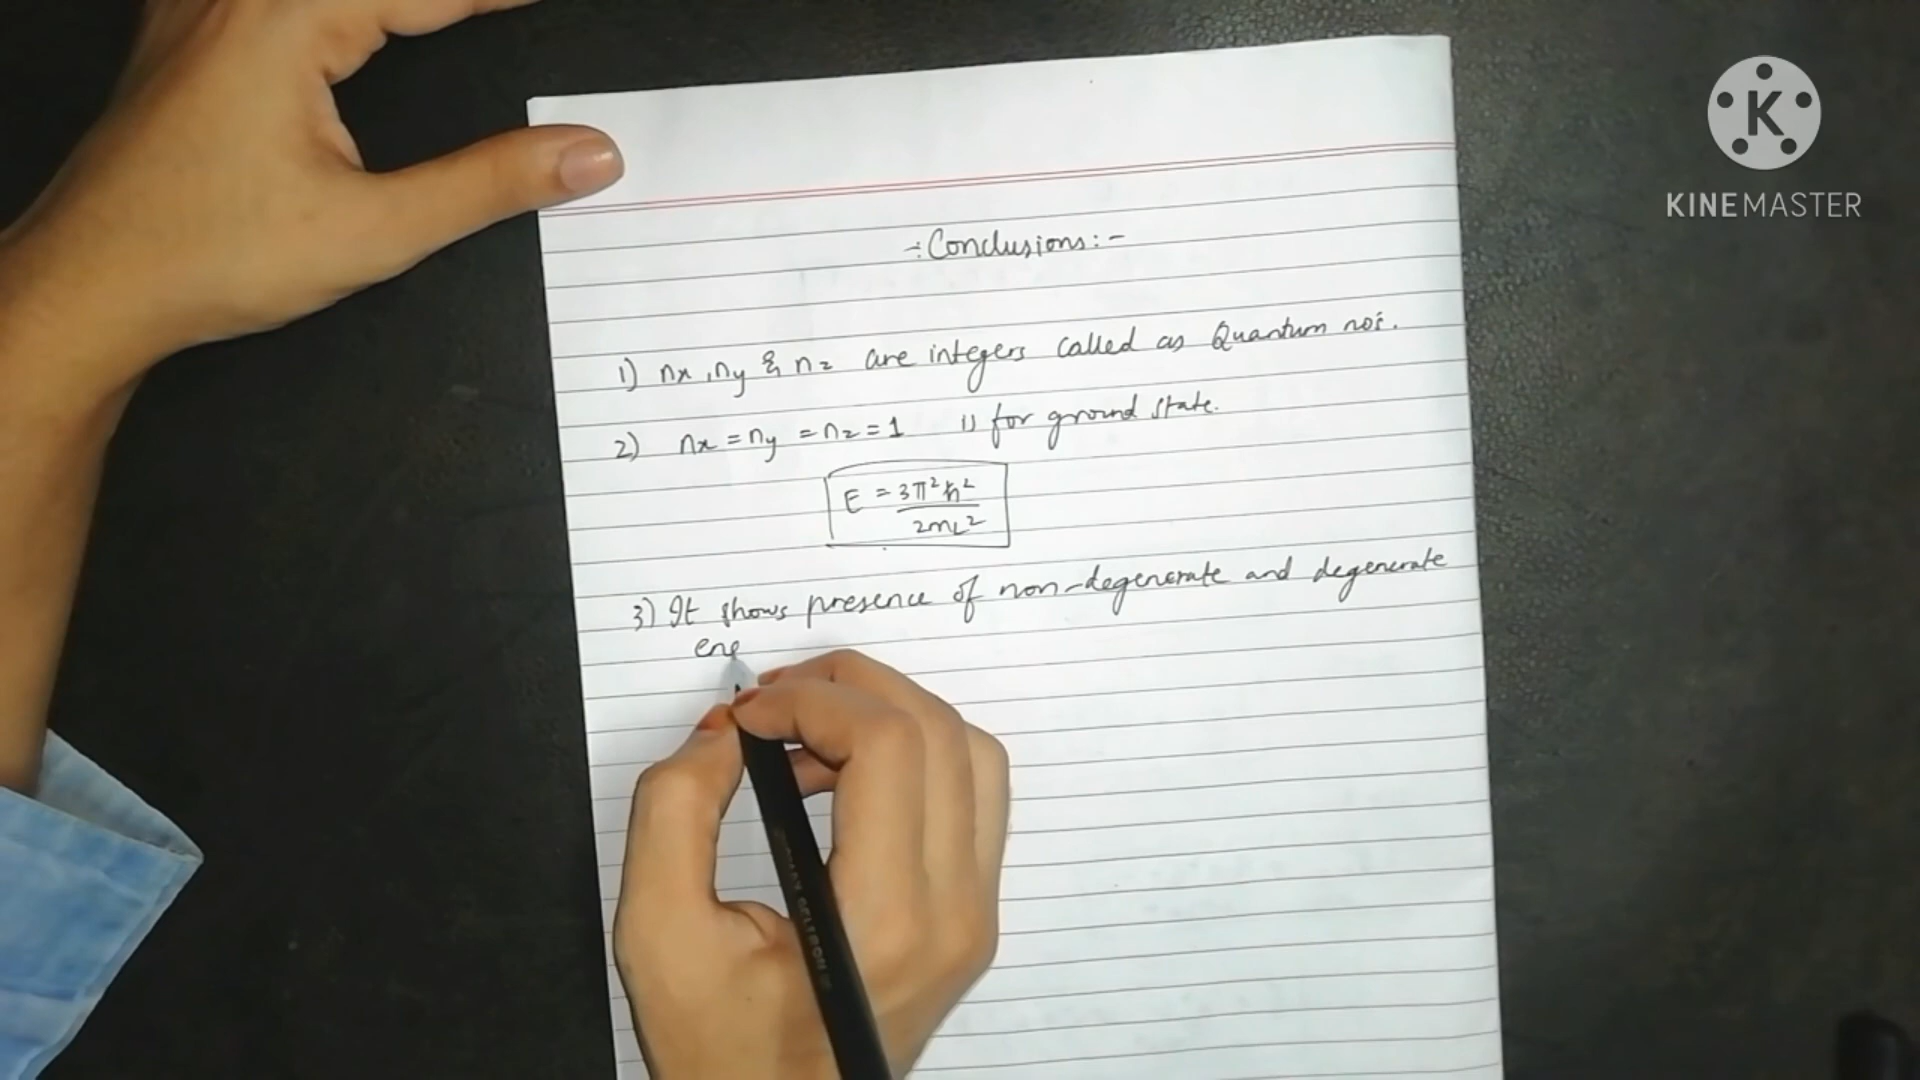 K
KINEMASTER
-: Conclusions:-
1) nx, ny & nz are integers called as Quantum nos.
2) nx = ny = nz = 1 is for ground state.
E = 3π²ħ²
2mL²
3) It shows presence of non-degenerate and degenerate
ene